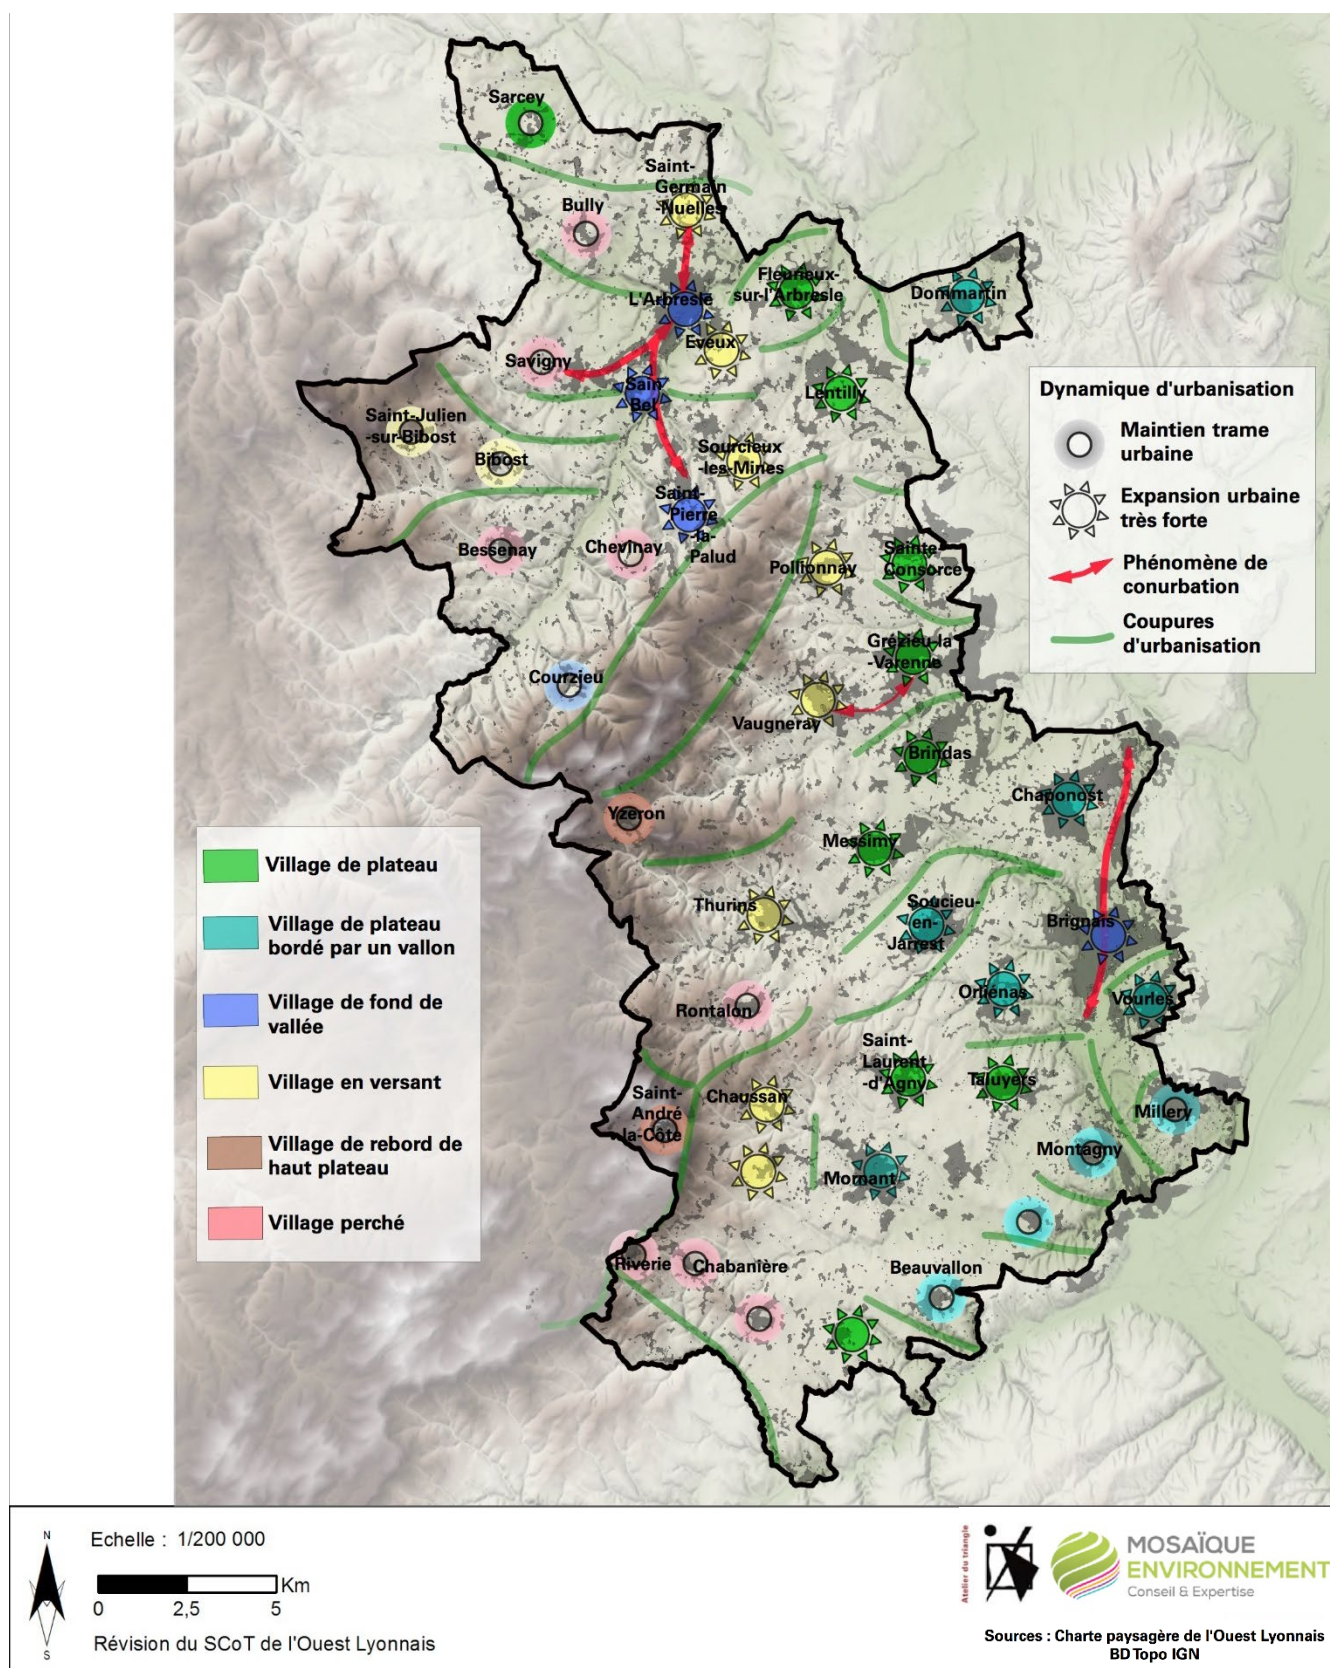 Sarcey
Saint-
Germain
-Nuelles
Bully
Fleurieux-
sur-l'Arbresle
Dommartin
L'Arbresle
Eveux
Savigny
Sain
Bel
Lentilly
Saint-Julien
-sur-Bibost
Bibost
Sourcieux
-les-Mines
Saint-
Pierre
-la-
Palud
Bessenay
Chevinay
Pollionnay
Sainte-
Consorce
Grézieu-la
-Varenne
Courzieu
Vaugneray
Brindas
Chaponost
Yzeron
Messimy
Thurins
Soucieu-
en-
Jarrest
Brignais
Orliénas
Vourles
Rontalon
Saint-
Laurent
-d'Agny
Taluyers
Saint-
André
-la-Côte
Chaussan
Millery
Montagny
Mornant
Riverie
Chabanière
Beauvallon
Dynamique d'urbanisation
Maintien trame
urbaine
Expansion urbaine
très forte
Phénomène de
conurbation
Coupures
d'urbanisation
Village de plateau
Village de plateau
bordé par un vallon
Village de fond de
vallée
Village en versant
Village de rebord de
haut plateau
Village perché
N
S
Echelle : 1/200 000
Km
0 2,5 5
Révision du SCoT de l'Ouest Lyonnais
Atelier du triangle
MOSAÏQUE
ENVIRONNEMENT
Conseil & Expertise
Sources : Charte paysagère de l'Ouest Lyonnais
BD Topo IGN